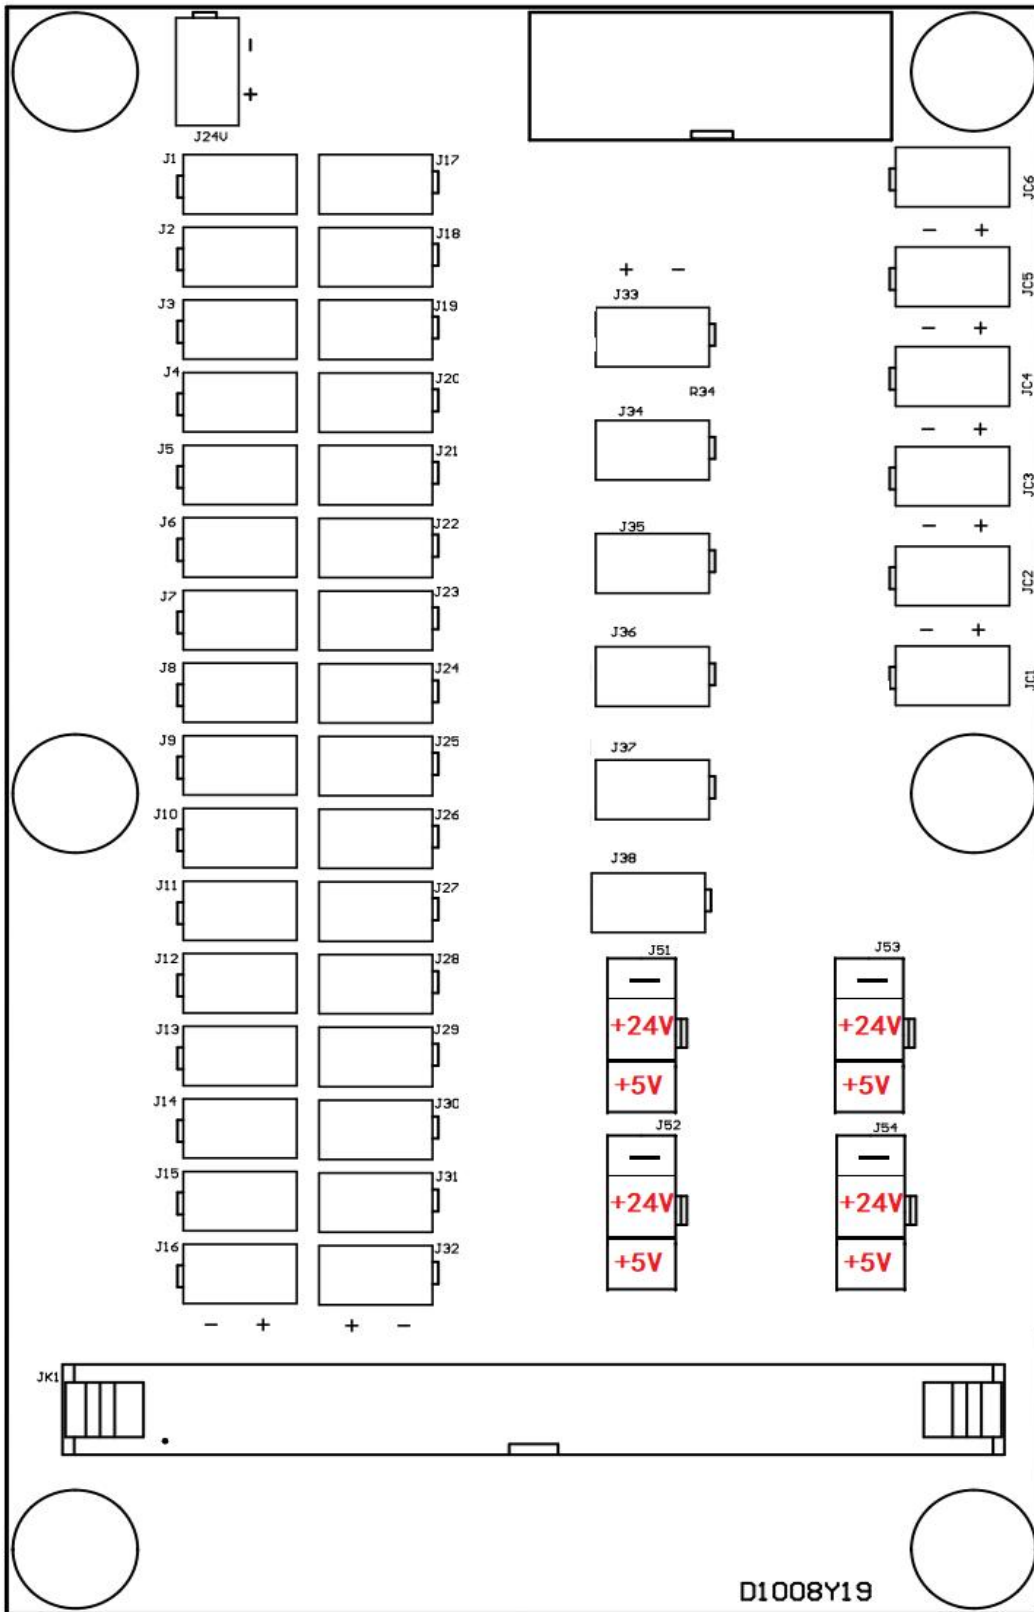 −
+
J24V
J1
J17
JC6
− +
J2
J18
JC5
+ −
J33
J3
J19
− +
J4
J20
R34
JC4
J34
− +
J5
J21
JC3
J6
J22
J35
− +
JC2
J7
J23
J36
− +
J8
J24
JC1
J9
J25
J37
J10
J26
J38
J11
J27
J12
J28
J51
J53
−
−
+24V
+24V
J13
J29
+5V
+5V
J14
J30
J52
J54
−
−
J15
J31
+24V
+24V
J16
J32
+5V
+5V
− +
+ −
JK1
D1008Y19